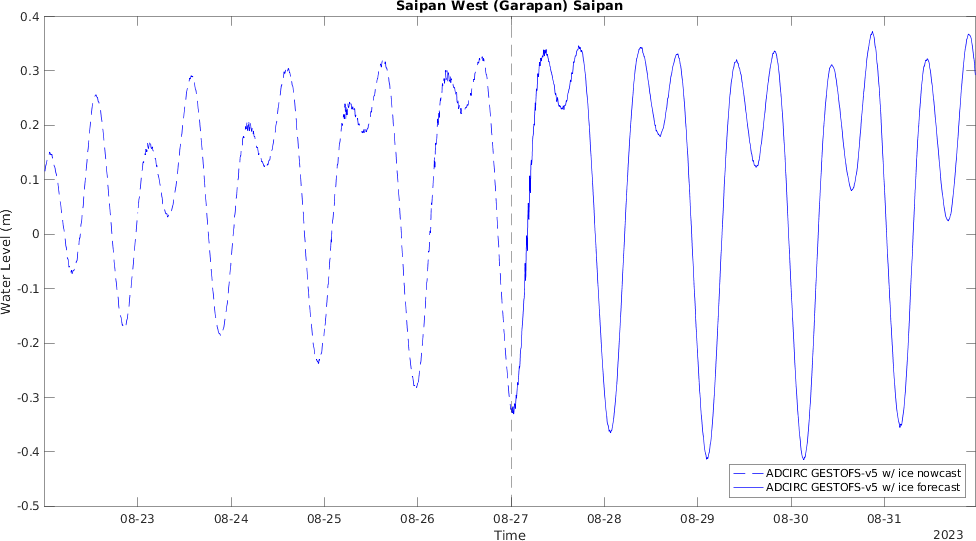 Saipan West (Garapan) Saipan
Water Level (m)
0.4
0.3
0.2
0.1
0
-0.1
-0.2
-0.3
-0.4
-0.5
ADCIRC GESTOFS-v5 w/ ice nowcast
ADCIRC GESTOFS-v5 w/ ice forecast
08-23 08-24 08-25 08-26 08-27 08-28 08-29 08-30 08-31
Time
2023